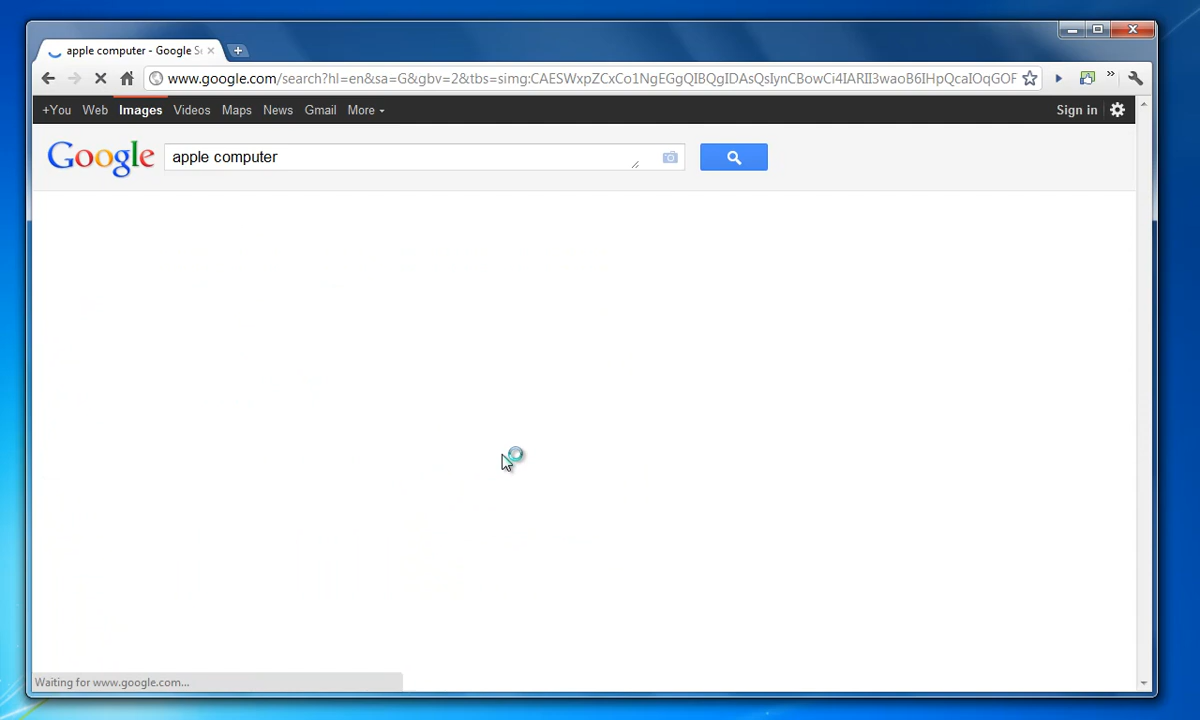 apple computer - Google S
www.google.com/search?hl=en&sa=G&gbv=2&tbs=simg:CAESWxpZCxCo1NgEGgQIBQgIDAsQsIynCBowCi4IARII3waoB6IHpQcaIOqGOF
+You Web Images Videos Maps News Gmail More Sign in
Google apple computer
Waiting for www.google.com...